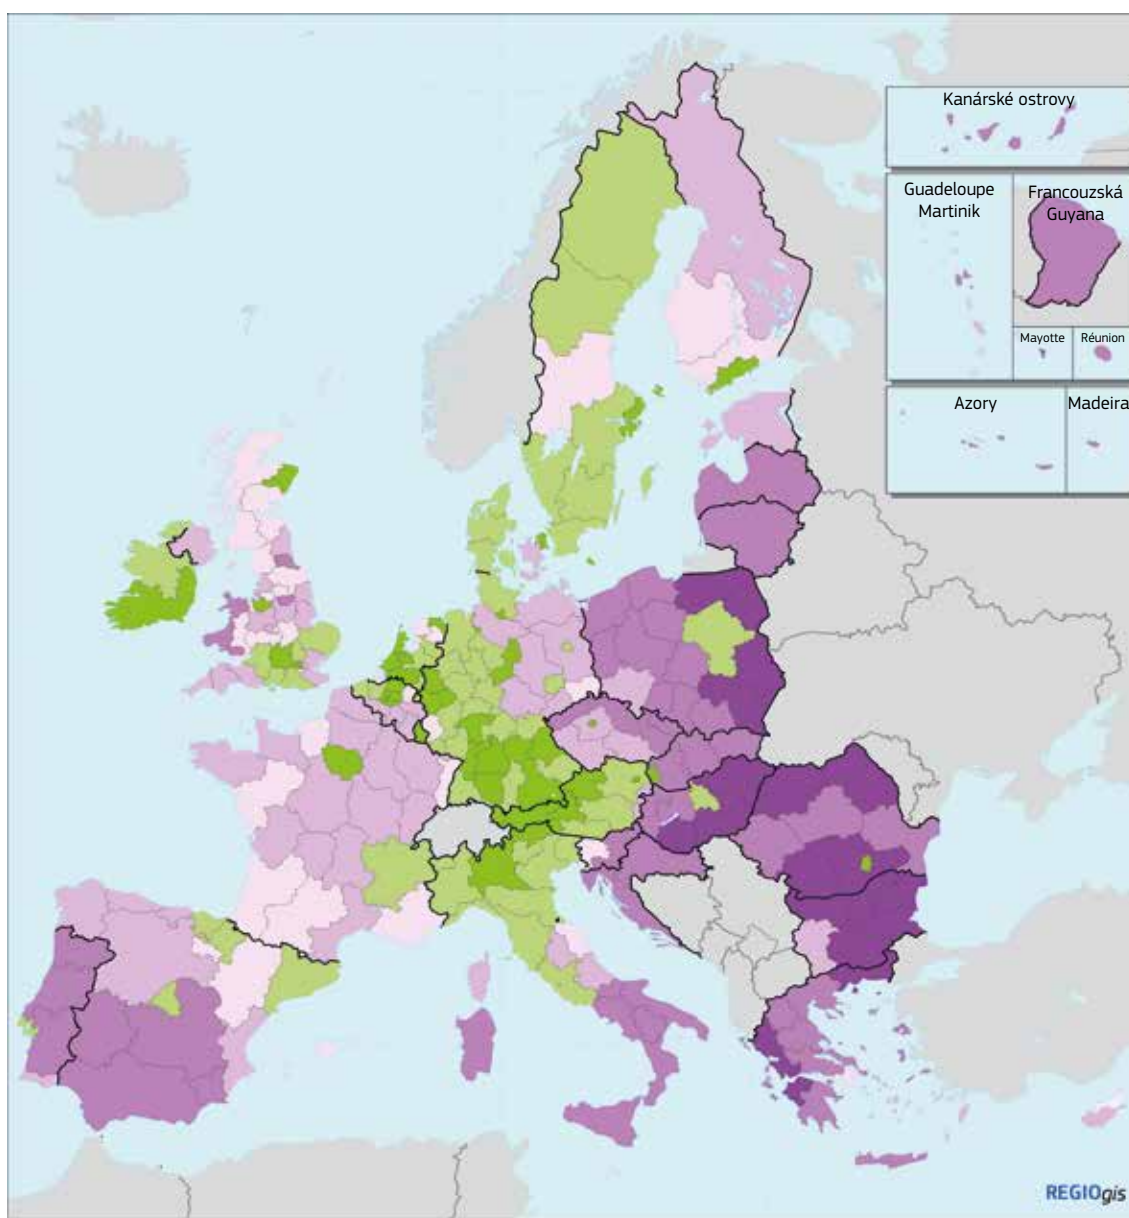 Kanárské ostrovy
Guadeloupe
Martinik
Francouzská
Guyana
Mayotte
Réunion
Azory
Madeira
REGIOgis